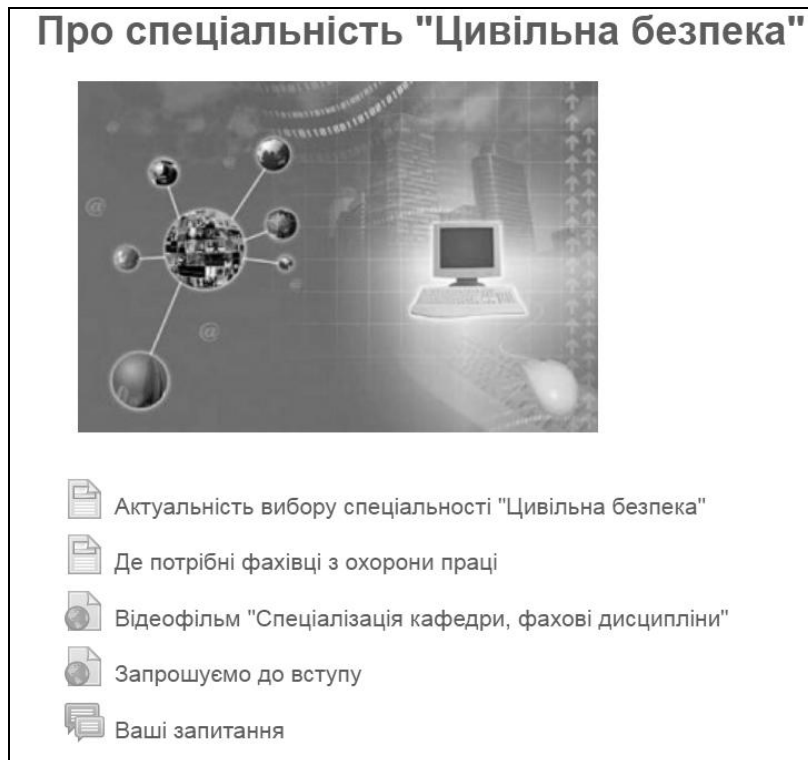 Про спеціальність "Цивільна безпека"
Актуальність вибору спеціальності "Цивільна безпека"
Де потрібні фахівці з охорони праці
Відеофільм "Спеціалізація кафедри, фахові дисципліни"
Запрошуємо до вступу
Ваші запитання